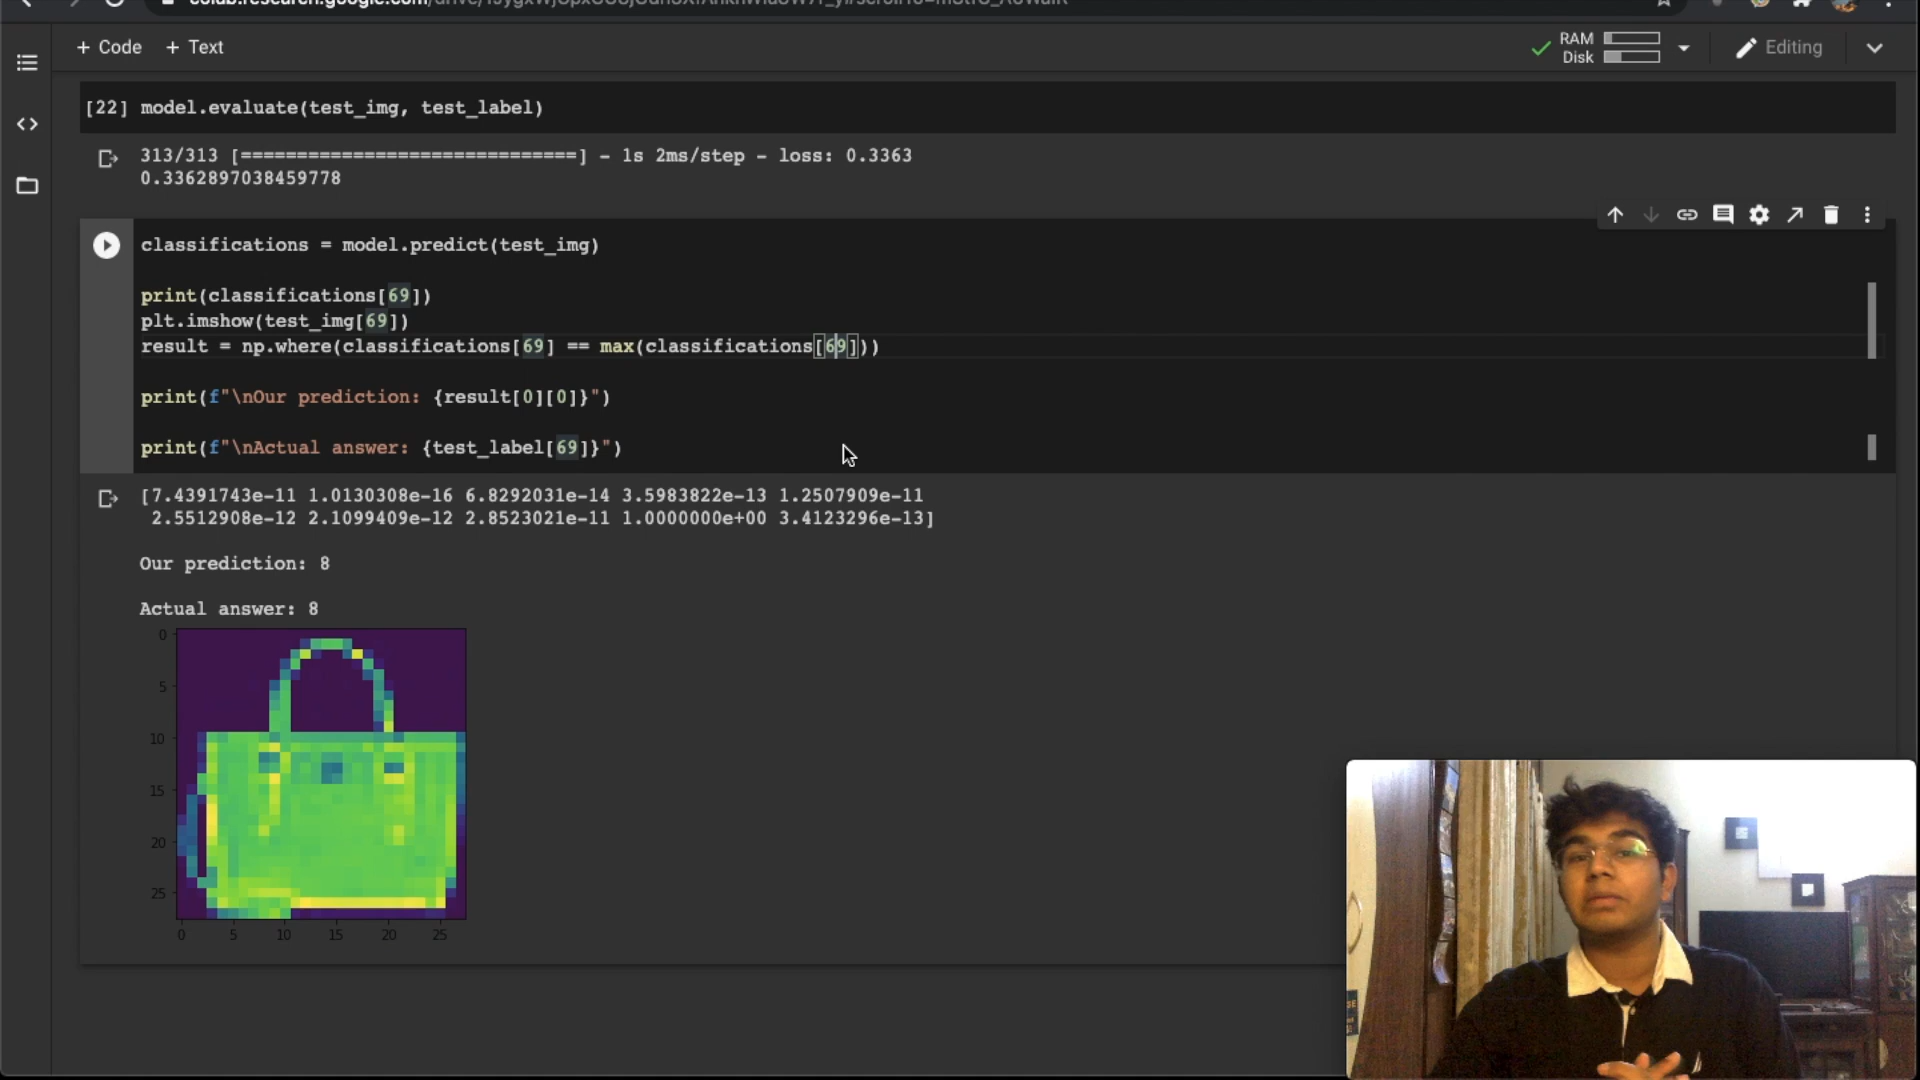 + Code + Text
RAM
Disk
Editing
[22] model.evaluate(test_img, test_label)
313/313 [==============================] - 1s 2ms/step - loss: 0.3363
0.3362897038459778
classifications = model.predict(test_img)
print(classifications[69])
plt.imshow(test_img[69])
result = np.where(classifications[69] == max(classifications[69]))
print(f"\nOur prediction: {result[0][0]}")
print(f"\nActual answer: {test_label[69]}")
[7.4391743e-11 1.0130308e-16 6.8292031e-14 3.5983822e-13 1.2507909e-11
2.5512908e-12 2.1099409e-12 2.8523021e-11 1.0000000e+00 3.4123296e-13]
Our prediction: 8
Actual answer: 8
0
5
10
15
20
25
0 5 10 15 20 25